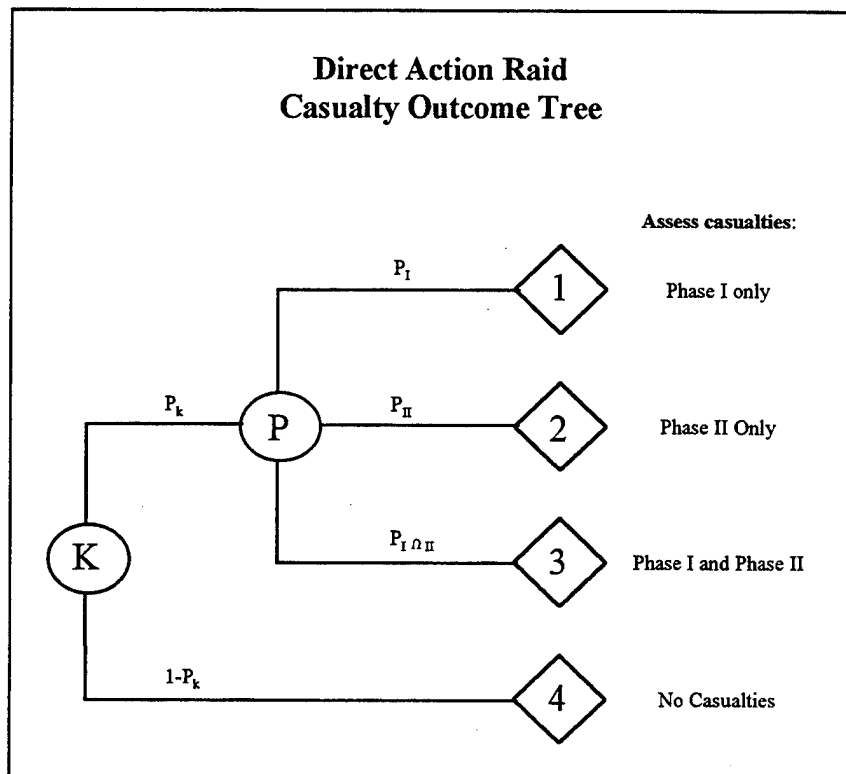 Direct Action Raid
Casualty Outcome Tree
Assess casualties:
P_I
1
Phase I only
P_k
P
P_II
2
Phase II Only
K
P_I ∩ II
3
Phase I and Phase II
1-P_k
4
No Casualties